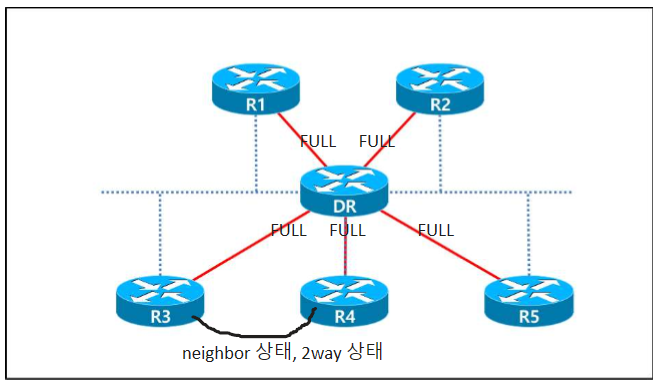 R1
R2
FULL FULL
DR
FULL FULL FULL
R3
R4
R5
neighbor 상태, 2way 상태